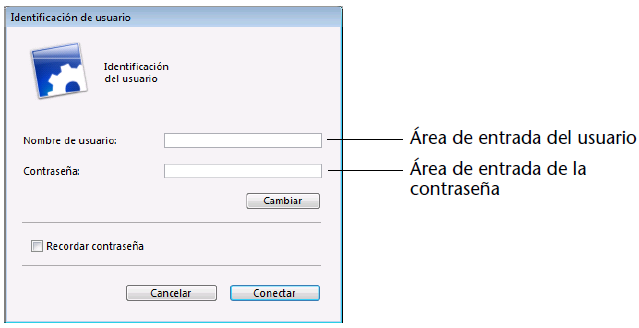 Identificación de usuario
Identificación
del usuario
Nombre de usuario:
Área de entrada del usuario
Contraseña:
Área de entrada de la
contraseña
Cambiar
Recordar contraseña
Cancelar
Conectar